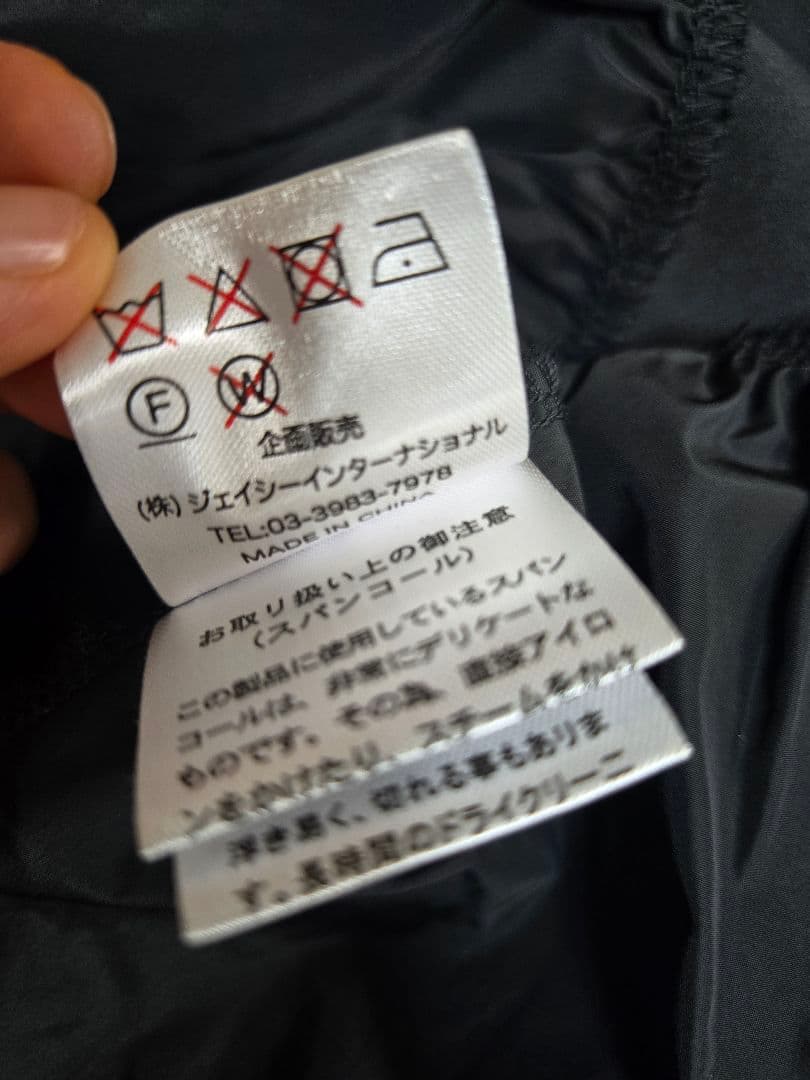 F
W
企画販売
(株)ジェイシーインターナショナル
TEL:03-3983-7978
MADE IN CHINA
お取り扱い上の御注意
(スパンコール)
この製品に使用しているスパン
コールは、非常にデリケートな
ものです。その為、直接アイロ
ンをかけたり、スチームをかけ
浮き易く、切れる事もありま
す。長時間のドライクリーニ